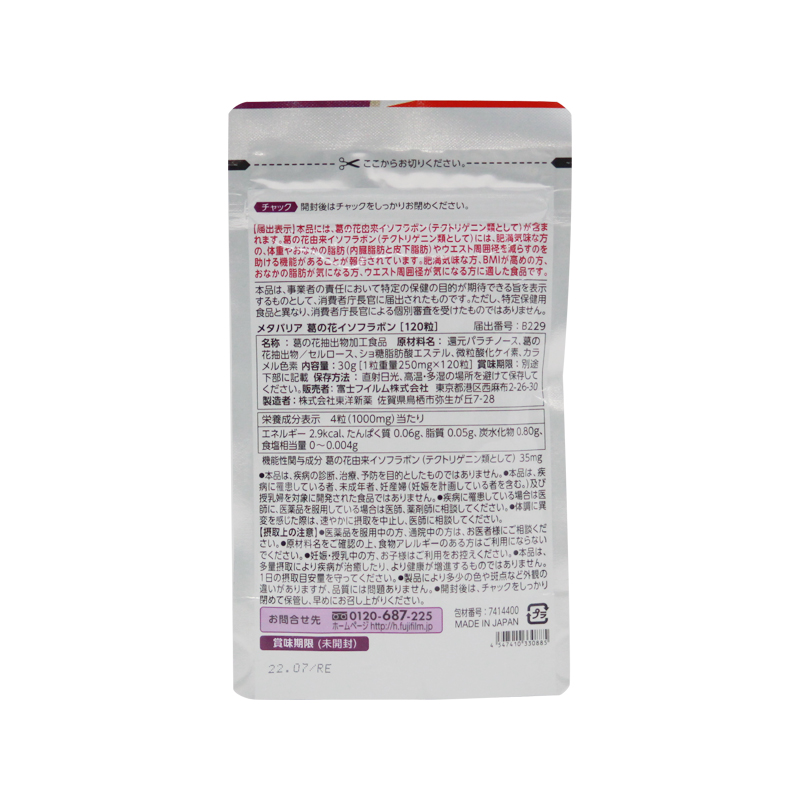 ここからお切りください。
チャック 開封後はチャックをしっかりお閉めください。
【届出表示】本品には、葛の花由来イソフラボン(テクトリゲニン類として)が含ま
れます。葛の花由来イソフラボン(テクトリゲニン類として)には、肥満気味な方
の、体重やおなかの脂肪(内臓脂肪と皮下脂肪)やウエスト周囲径を減らすのを
助ける機能があることが報告されています。肥満気味な方、BMIが高めの方、
おなかの脂肪が気になる方、ウエスト周囲径が気になる方に適した食品です。
本品は、事業者の責任において特定の保健の目的が期待できる旨を表示
するものとして、消費者庁長官に届出されたものです。ただし、特定保健用
食品と異なり、消費者庁長官による個別審査を受けたものではありません。
メタバリア 葛の花イソフラボン [120粒] 届出番号:B229
名称:葛の花抽出物加工食品 原材料名:還元パラチノース、葛の
花抽出物/セルロース、ショ糖脂肪酸エステル、微粒酸化ケイ素、カラ
メル色素 内容量:30g[1粒重量250mg×120粒] 賞味期限:別途
下部に記載 保存方法:直射日光、高温・多湿の場所を避けて保存して
ください。販売者:富士フイルム株式会社 東京都港区西麻布2-26-30
製造者:株式会社東洋新薬 佐賀県鳥栖市弥生が丘7-28
栄養成分表示 4粒(1000mg)当たり
エネルギー 2.9kcal、たんぱく質 0.06g、脂質 0.05g、炭水化物 0.80g、
食塩相当量 0～0.004g
機能性関与成分 葛の花由来イソフラボン(テクトリゲニン類として) 35mg
●本品は、疾病の診断、治療、予防を目的としたものではありません。●本品は、疾
病に罹患している者、未成年者、妊産婦(妊娠を計画している者を含む。)及び
授乳婦を対象に開発された食品ではありません。●疾病に罹患している場合は医
師に、医薬品を服用している場合は医師、薬剤師に相談してください。●体調に異
変を感じた際は、速やかに摂取を中止し、医師に相談してください。
【摂取上の注意】●医薬品を服用中の方、通院中の方は、お医者様にご相談くださ
い。●原材料名をご確認の上、食物アレルギーのある方はご利用にならない
でください。●妊娠・授乳中の方、お子様はご利用をお控えください。●本品は、
多量摂取により疾病が治癒したり、より健康が増進するものではありません。
1日の摂取目安量を守ってください。●製品により多少の色や斑点など外観の
違いがありますが、品質には問題ありません。●開封後は、チャックをしっかり
閉めて保管し、早めにお召し上がりください。
お問合せ先 0120-687-225
ホームページ http://h.fujifilm.jp
包材番号:7414400
MADE IN JAPAN
プラ
4 547410 330885
賞味期限(未開封)
22.07/RE